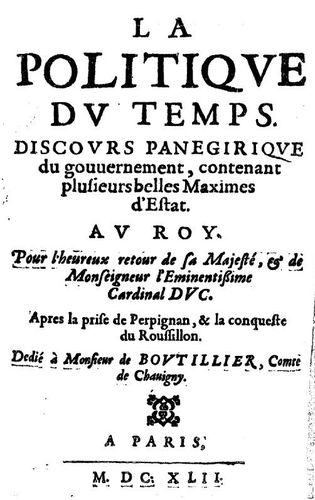 LA
POLITIQVE
DV TEMPS.
DISCOVRS PANEGIRIQVE
du gouuernement, contenant
plusieurs belles Maximes
d'Estat.
AV ROY.
Pour l'heureux retour de sa Majesté, & de
Monseigneur l'Eminentißime
Cardinal DVC.
Apres la prise de Perpignan, & la conqueste
du Roussillon.
Dedié à Monsieur de BOVTILLIER, Comte
de Chauigny.
A PARIS,
M. DC. XLII.